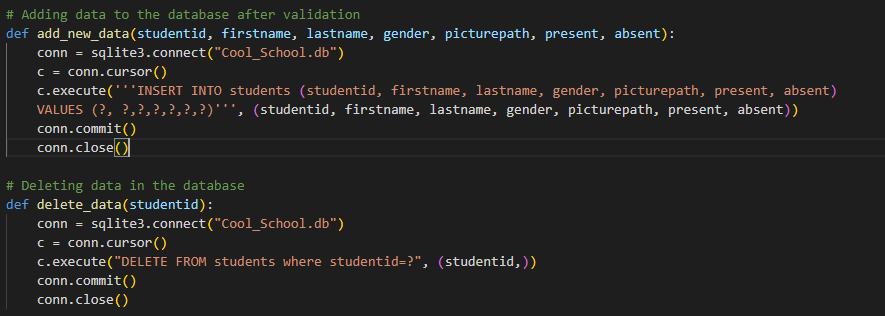 # Adding data to the database after validation
def add_new_data(studentid, firstname, lastname, gender, picturepath, present, absent):
    conn = sqlite3.connect("Cool_School.db")
    c = conn.cursor()
    c.execute('''INSERT INTO students (studentid, firstname, lastname, gender, picturepath, present, absent)
    VALUES (?, ?,?,?,?,?,?)''', (studentid, firstname, lastname, gender, picturepath, present, absent))
    conn.commit()
    conn.close()
# Deleting data in the database
def delete_data(studentid):
    conn = sqlite3.connect("Cool_School.db")
    c = conn.cursor()
    c.execute("DELETE FROM students where studentid=?", (studentid,))
    conn.commit()
    conn.close()